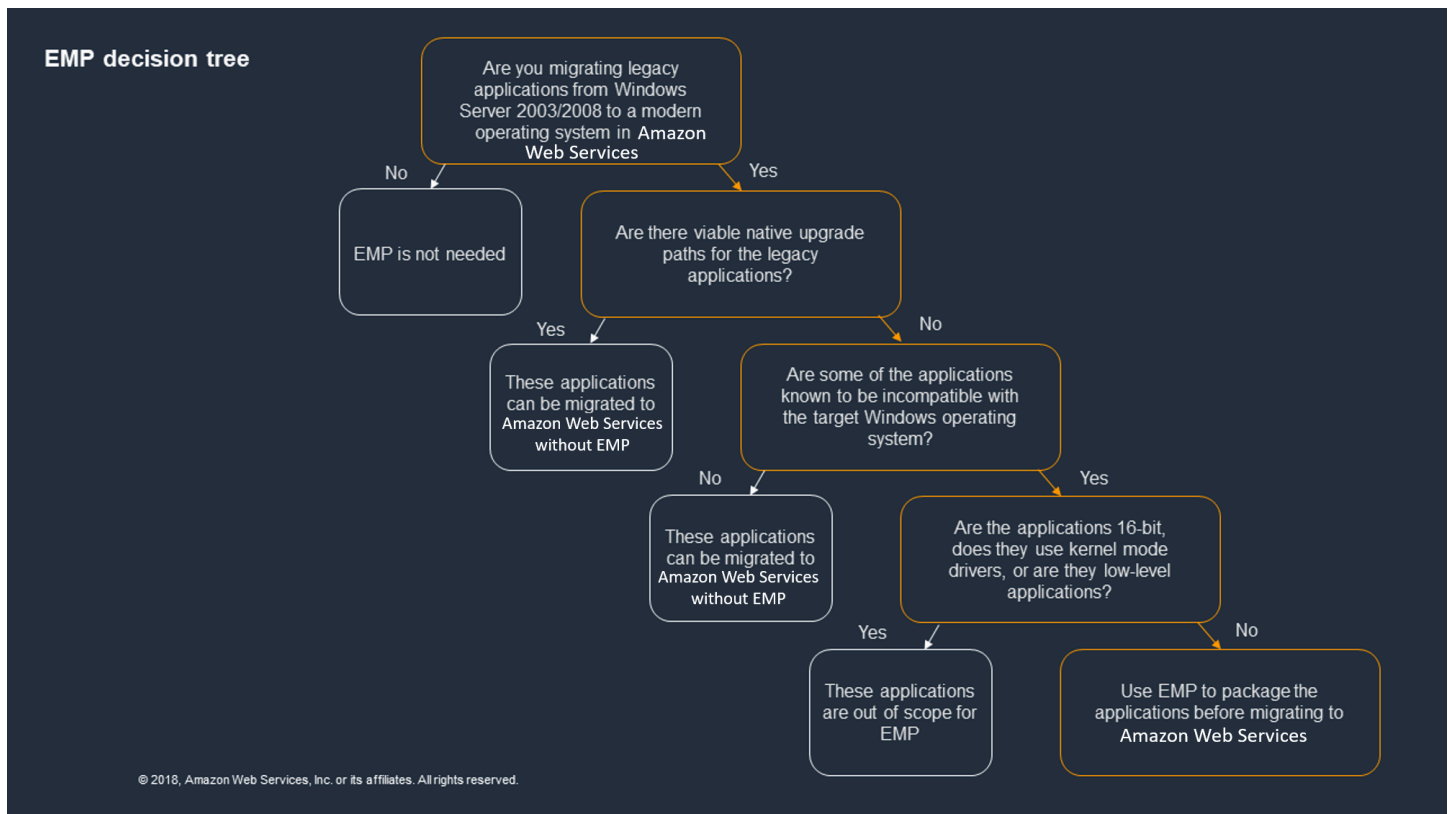 EMP decision tree
Are you migrating legacy
applications from Windows
Server 2003/2008 to a modern
operating system in Amazon
Web Services
No
Yes
EMP is not needed
Are there viable native upgrade
paths for the legacy
applications?
Yes
No
These applications
can be migrated to
Amazon Web Services
without EMP
Are some of the applications
known to be incompatible with
the target Windows operating
system?
No
Yes
These applications
can be migrated to
Amazon Web Services
without EMP
Are the applications 16-bit,
does they use kernel mode
drivers, or are they low-level
applications?
Yes
No
These applications
are out of scope for
EMP
Use EMP to package the
applications before migrating to
Amazon Web Services
© 2018, Amazon Web Services, Inc. or its affiliates. All rights reserved.